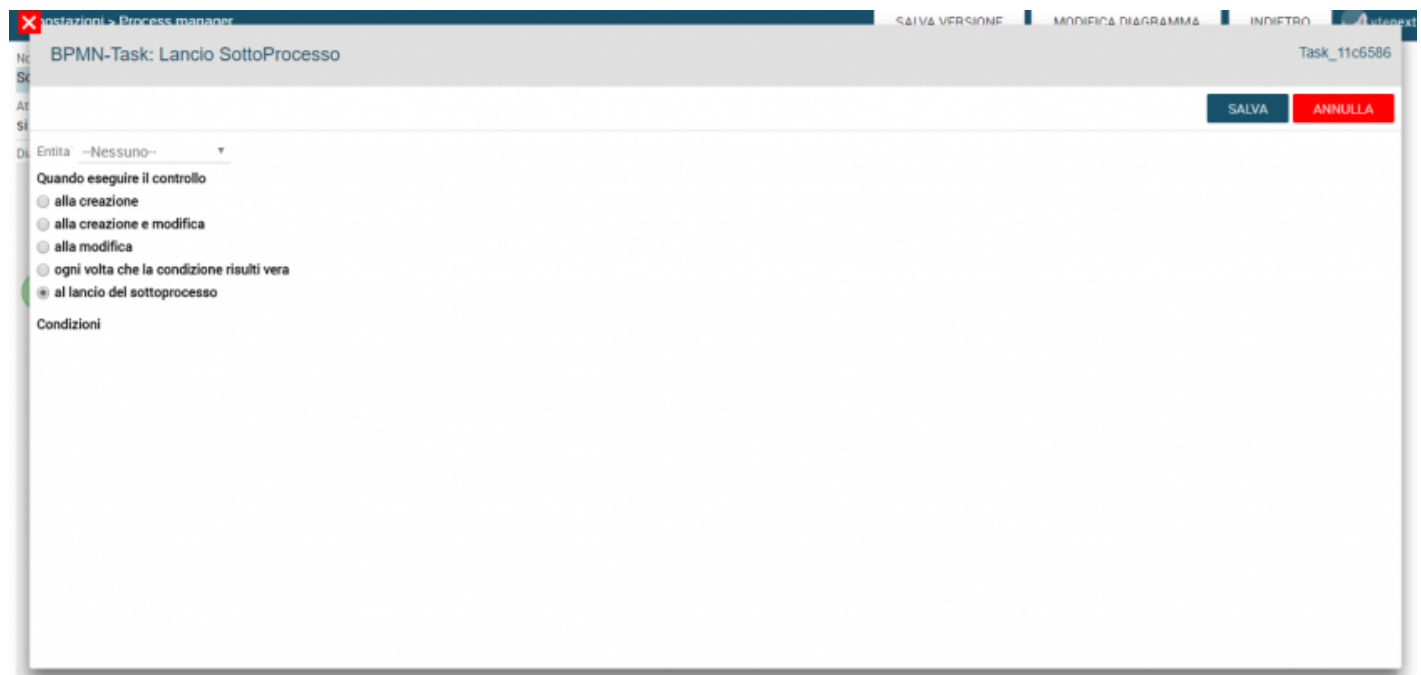 postazioni > Process manager SALVA VERSIONE MODIFICA DIAGRAMMA INDIETRO vtenext
BPMN-Task: Lancio SottoProcesso Task_11c6586
SALVA ANNULLA
Entita' --Nessuno--
Quando eseguire il controllo
alla creazione
alla creazione e modifica
alla modifica
ogni volta che la condizione risulti vera
al lancio del sottoprocesso
Condizioni